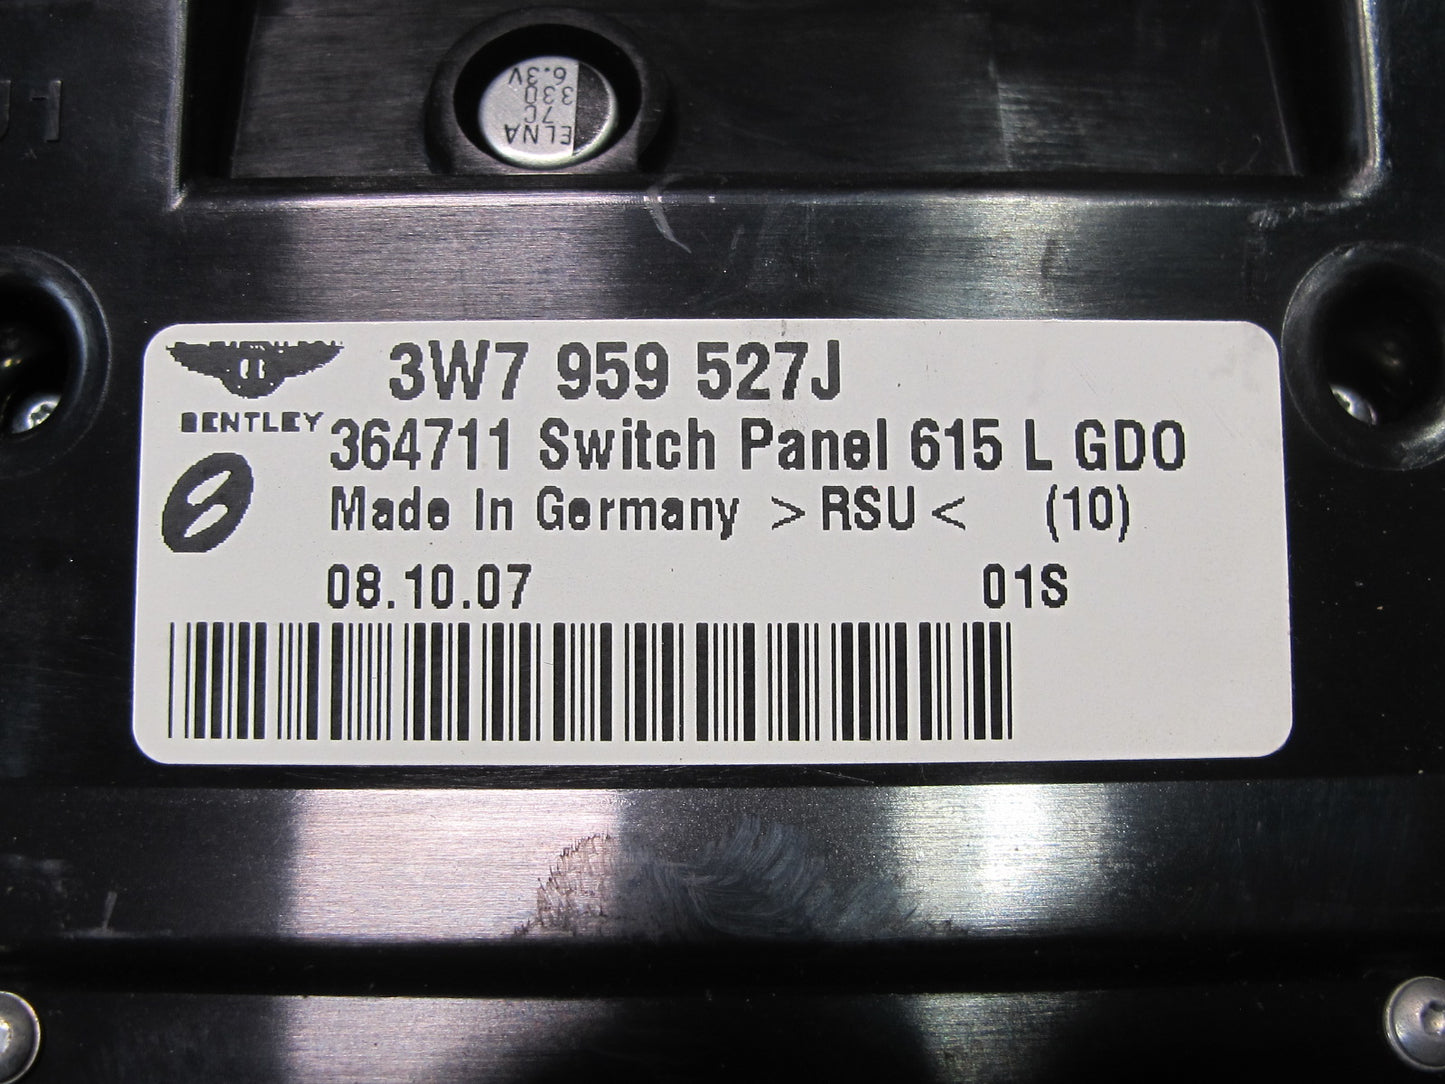 ELNA
7C
330
6.3V
3W7 959 527J
BENTLEY
364711 Switch Panel 615 L GDO
Made In Germany >RSU< (10)
08.10.07 01S